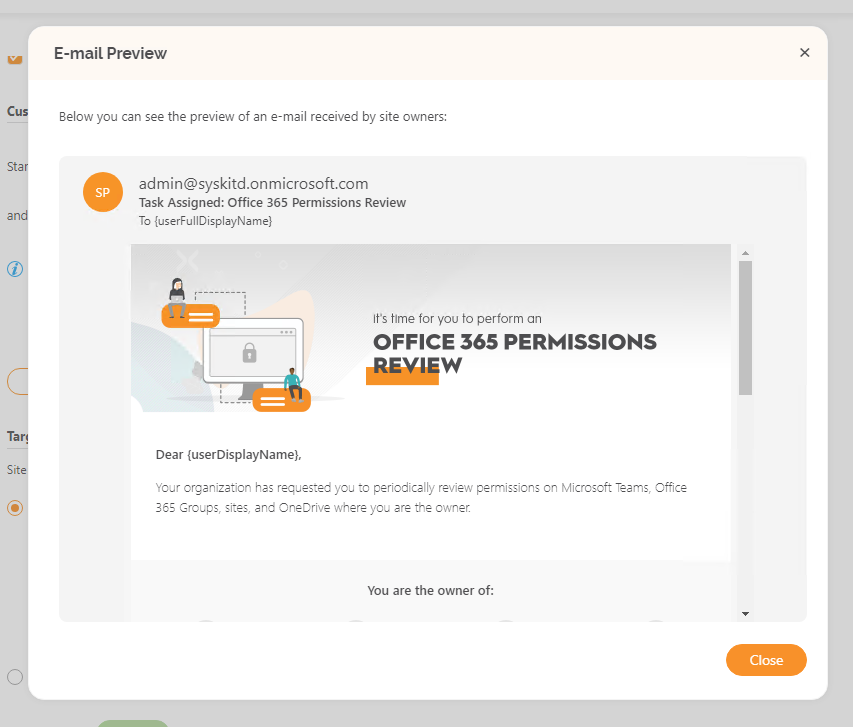 E-mail Preview
Below you can see the preview of an e-mail received by site owners:
Cus
Star
and
Targ
Site
SP
admin@syskitd.onmicrosoft.com
Task Assigned: Office 365 Permissions Review
To {userFullDisplayName}
it's time for you to perform an
OFFICE 365 PERMISSIONS
REVIEW
Dear {userDisplayName},
Your organization has requested you to periodically review permissions on Microsoft Teams, Office
365 Groups, sites, and OneDrive where you are the owner.
You are the owner of:
Close